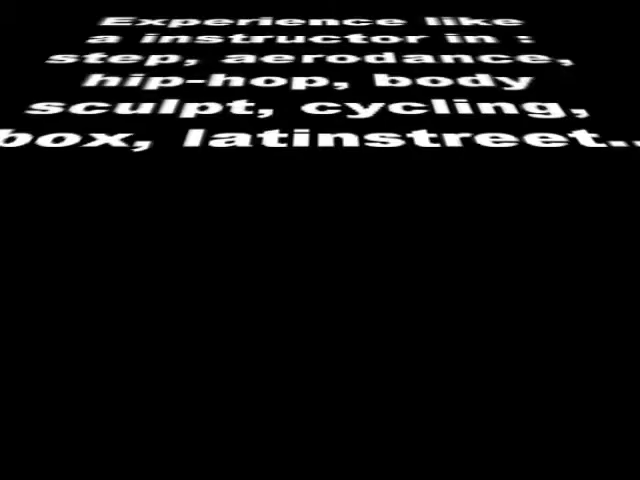 Experience like
a instructor in :
step, aerodance,
hip-hop, body
sculpt, cycling,
box, latinstreet..